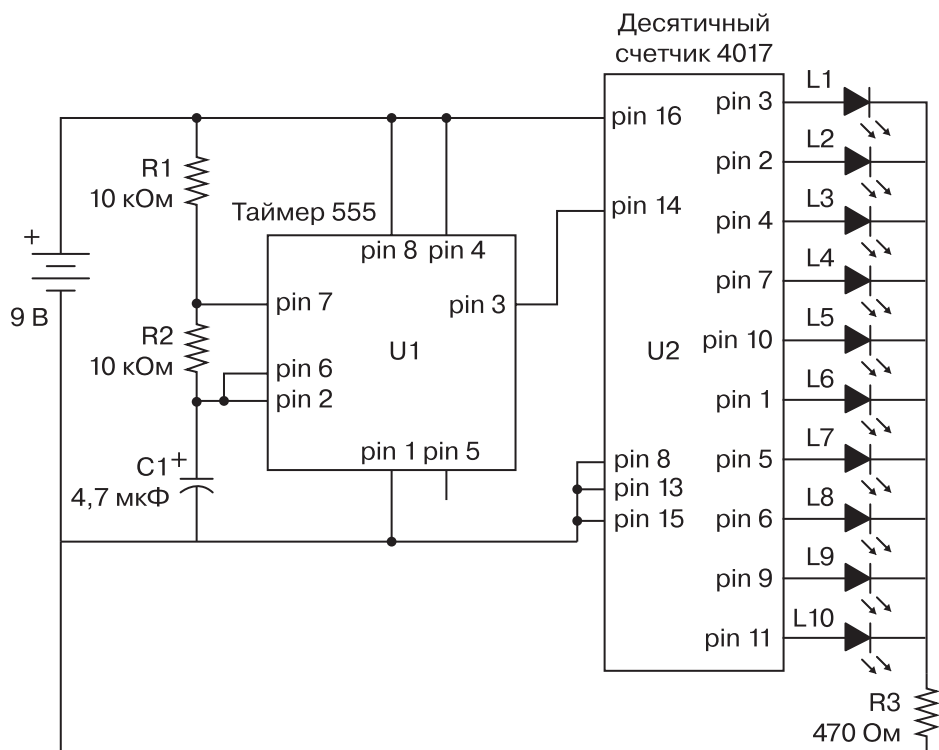 Десятичный
счетчик 4017
pin 3
L1
pin 16
pin 2
L2
R1
10 кОм
Таймер 555
pin 14
pin 4
L3
+
9 В
pin 8
pin 4
pin 7
L4
pin 7
pin 3
R2
10 кОм
U1
U2
pin 10
L5
pin 6
pin 2
pin 1
L6
C1
+
4,7 мкФ
pin 1
pin 5
pin 8
pin 13
pin 15
pin 5
L7
pin 6
L8
pin 9
L9
pin 11
L10
R3
470 Ом